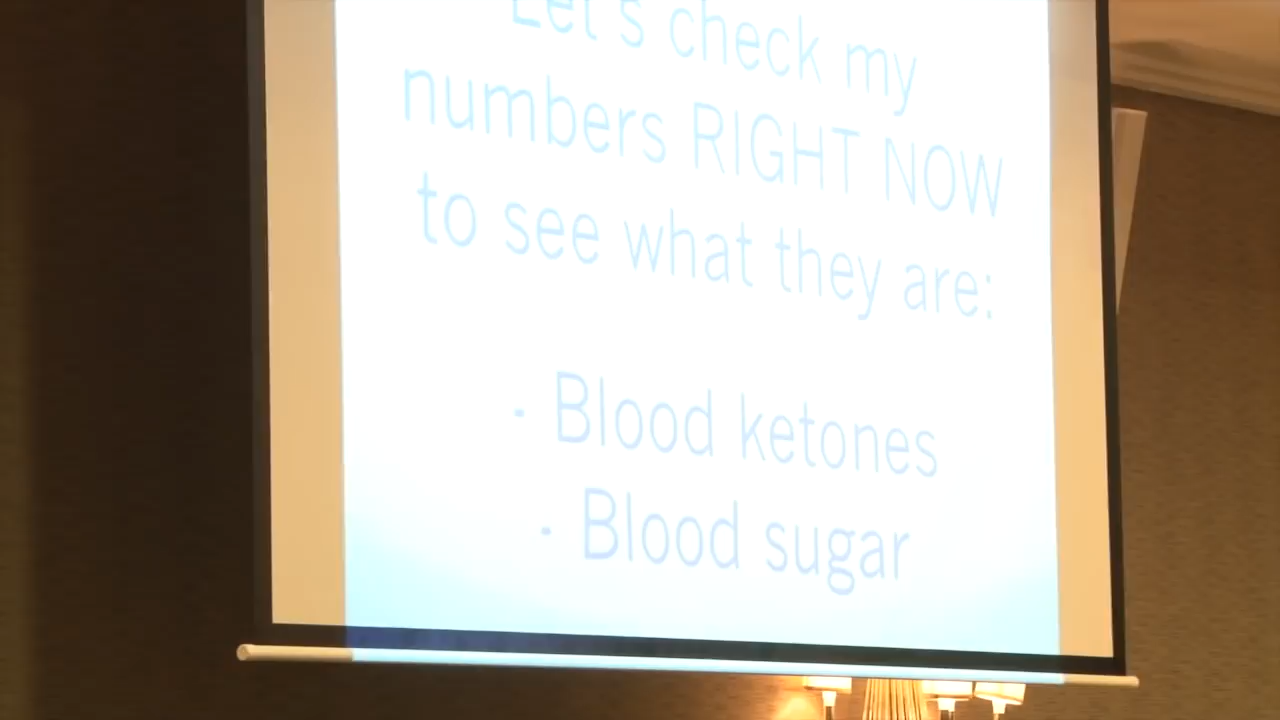 Let's check my
numbers RIGHT NOW
to see what they are:
- Blood ketones
- Blood sugar